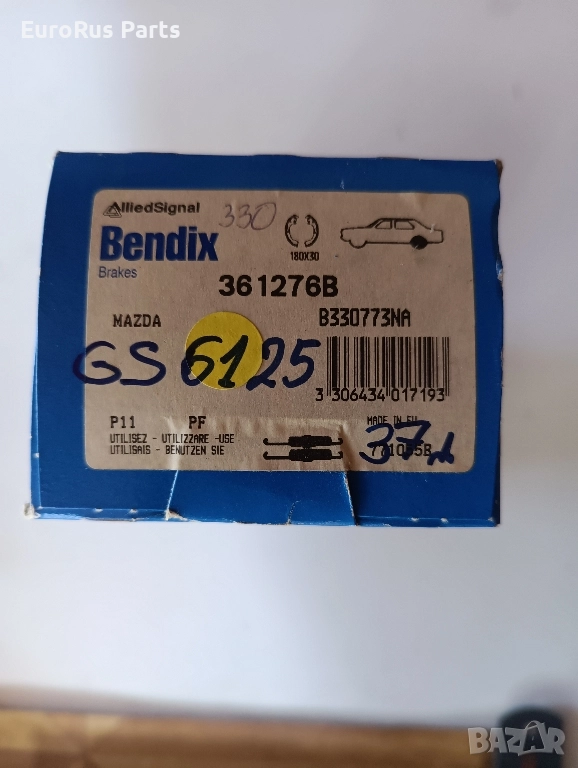 EuroRus Parts
AlliedSignal
330
Bendix
Brakes
180X30
361276B
MAZDA
B330773NA
GS 6125
3 306434 017193
P11 PF
MADE IN EU
UTILISEZ - UTILIZZARE - USE
UTILISAIS - BENUTZEN SIE
37
BAZAR